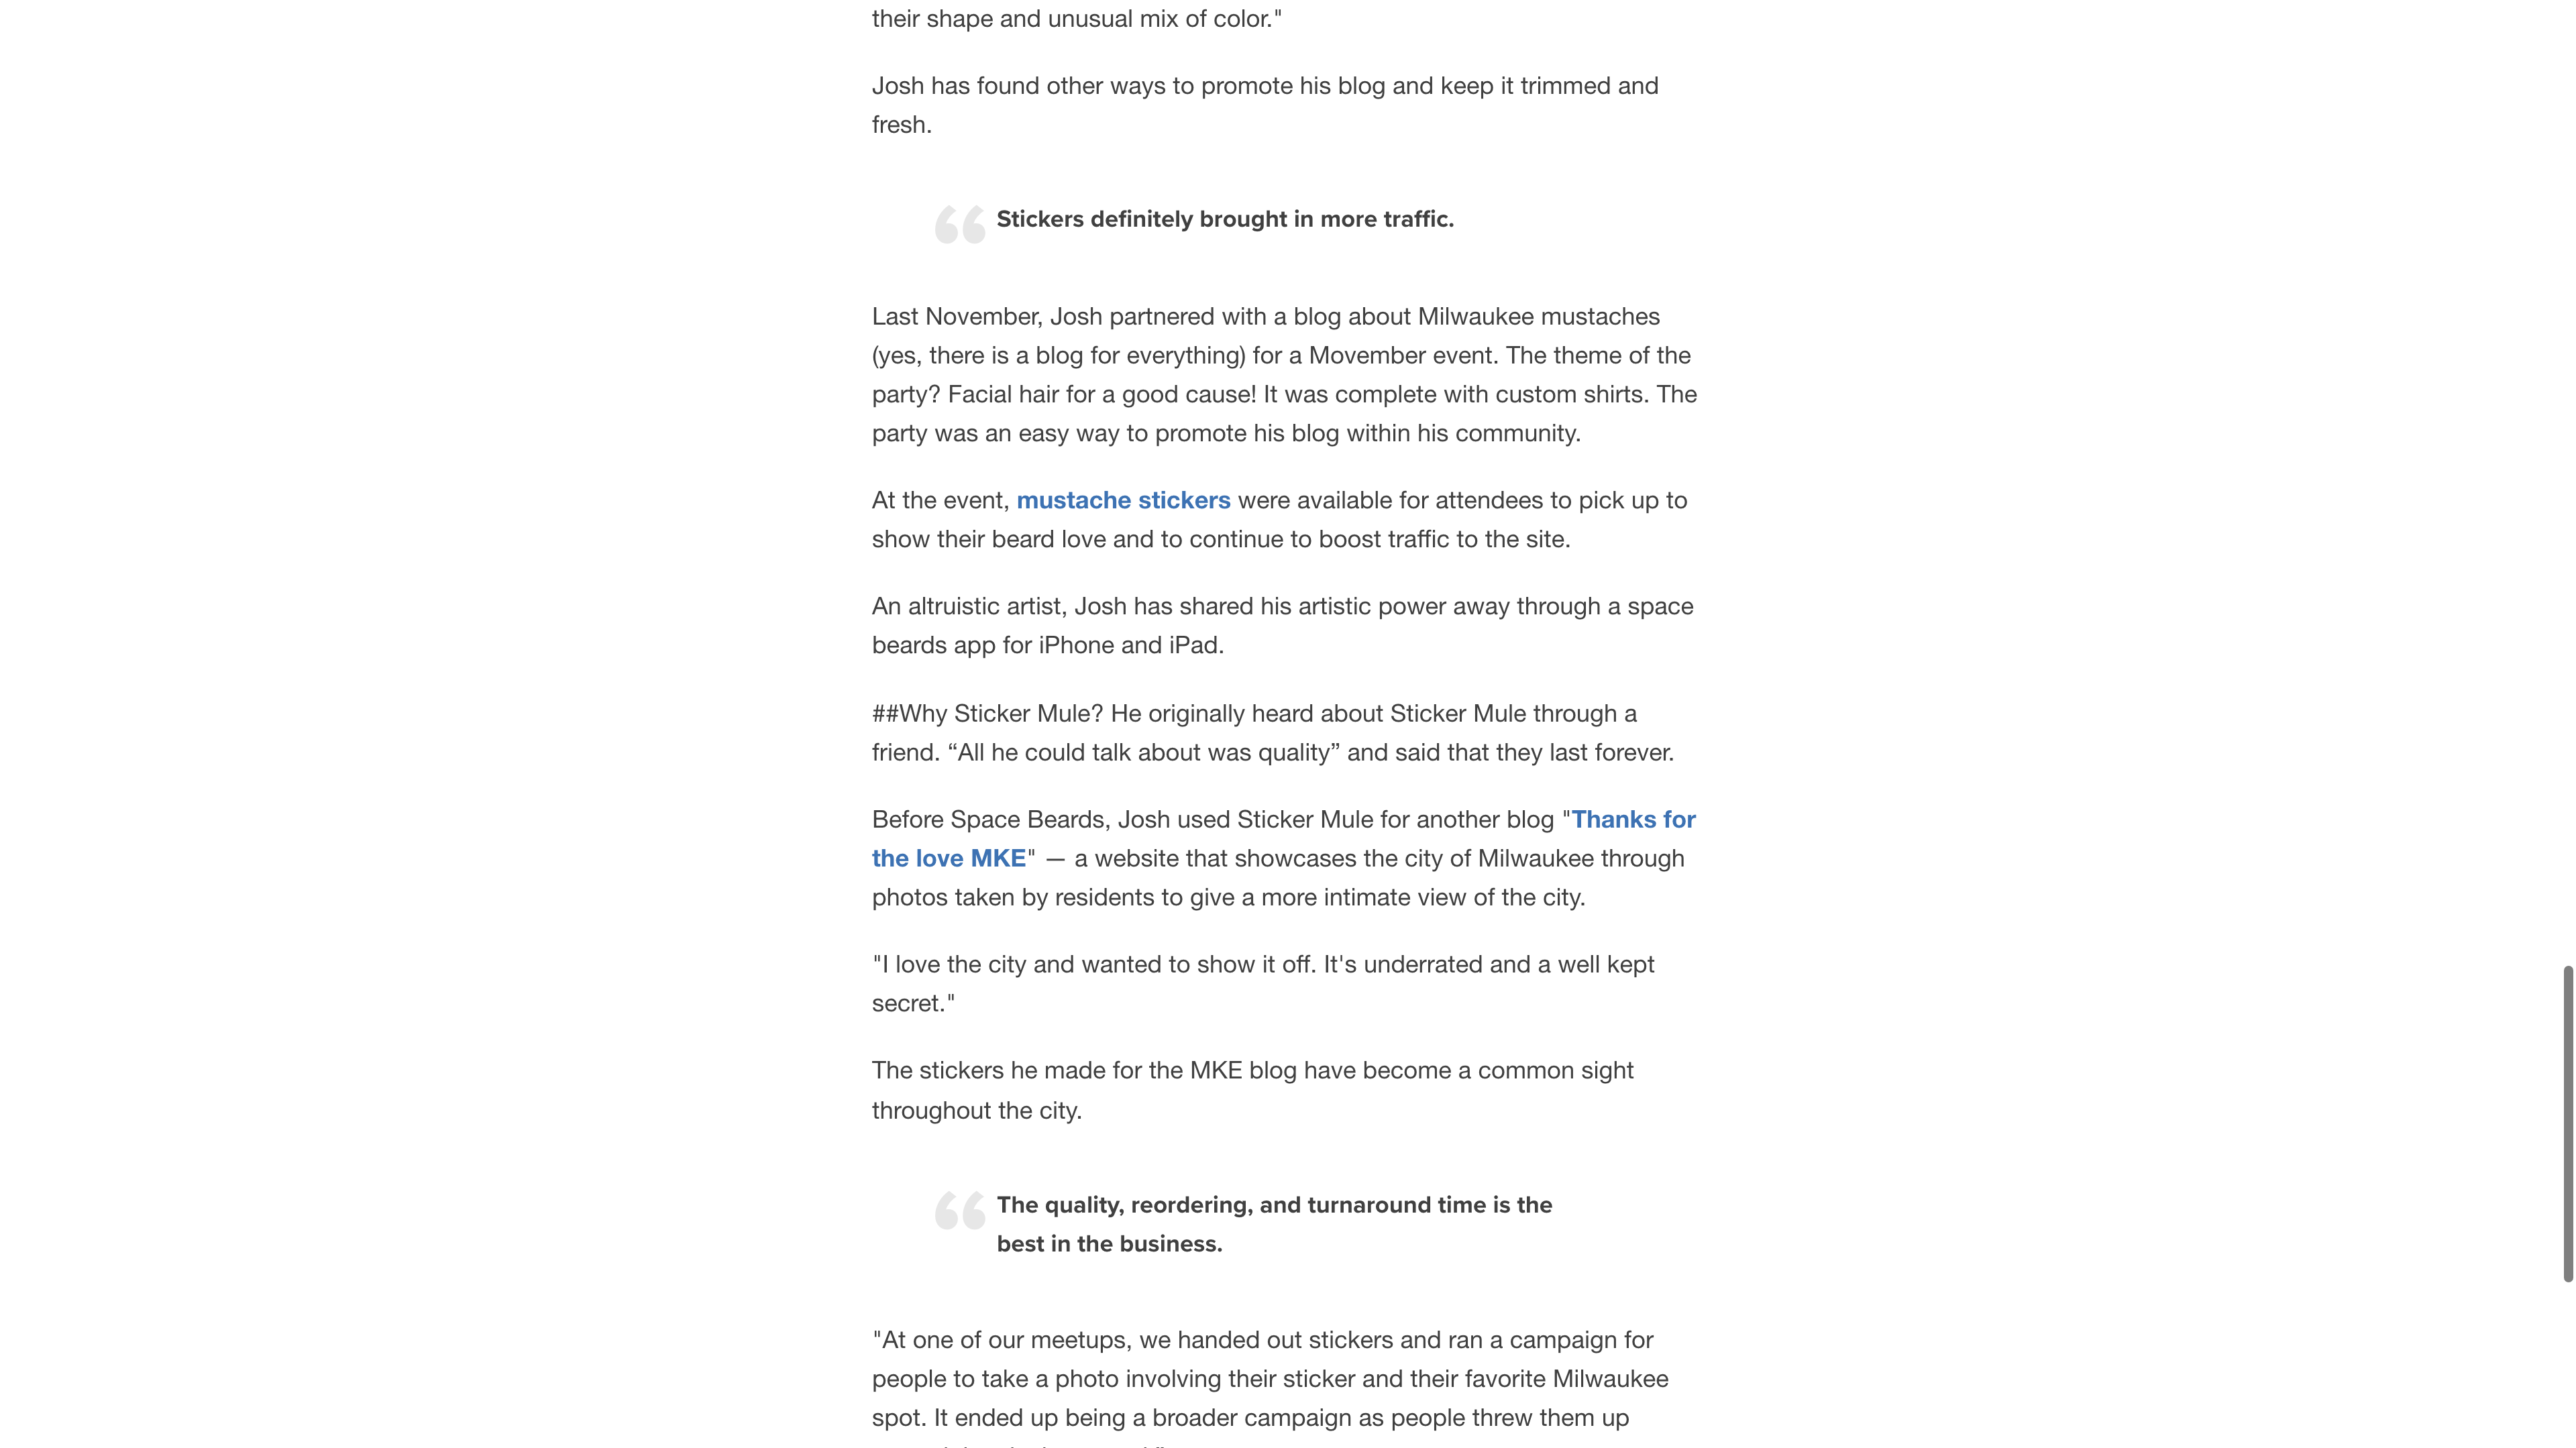 their shape and unusual mix of color."
Josh has found other ways to promote his blog and keep it trimmed and
fresh.
Stickers definitely brought in more traffic.
Last November, Josh partnered with a blog about Milwaukee mustaches
(yes, there is a blog for everything) for a Movember event. The theme of the
party? Facial hair for a good cause! It was complete with custom shirts. The
party was an easy way to promote his blog within his community.
At the event, mustache stickers were available for attendees to pick up to
show their beard love and to continue to boost traffic to the site.
An altruistic artist, Josh has shared his artistic power away through a space
beards app for iPhone and iPad.
##Why Sticker Mule? He originally heard about Sticker Mule through a
friend. “All he could talk about was quality” and said that they last forever.
Before Space Beards, Josh used Sticker Mule for another blog "Thanks for
the love MKE" — a website that showcases the city of Milwaukee through
photos taken by residents to give a more intimate view of the city.
"I love the city and wanted to show it off. It's underrated and a well kept
secret."
The stickers he made for the MKE blog have become a common sight
throughout the city.
The quality, reordering, and turnaround time is the
best in the business.
"At one of our meetups, we handed out stickers and ran a campaign for
people to take a photo involving their sticker and their favorite Milwaukee
spot. It ended up being a broader campaign as people threw them up